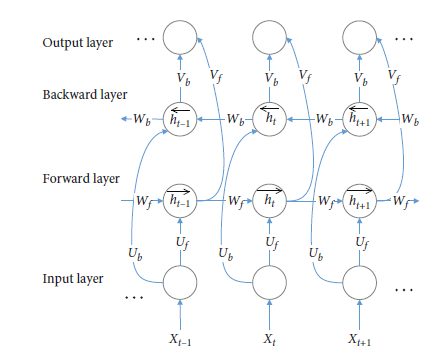 Output layer ... ...
V_b V_f V_b V_f V_b V_f
Backward layer
W_b h_{t-1} W_b h_t W_b h_{t+1} W_b
Forward layer
W_f h_{t-1} W_f h_t W_f h_{t+1} W_f
U_b U_f U_b U_f U_b U_f
Input layer
... ...
X_{t-1} X_t X_{t+1}